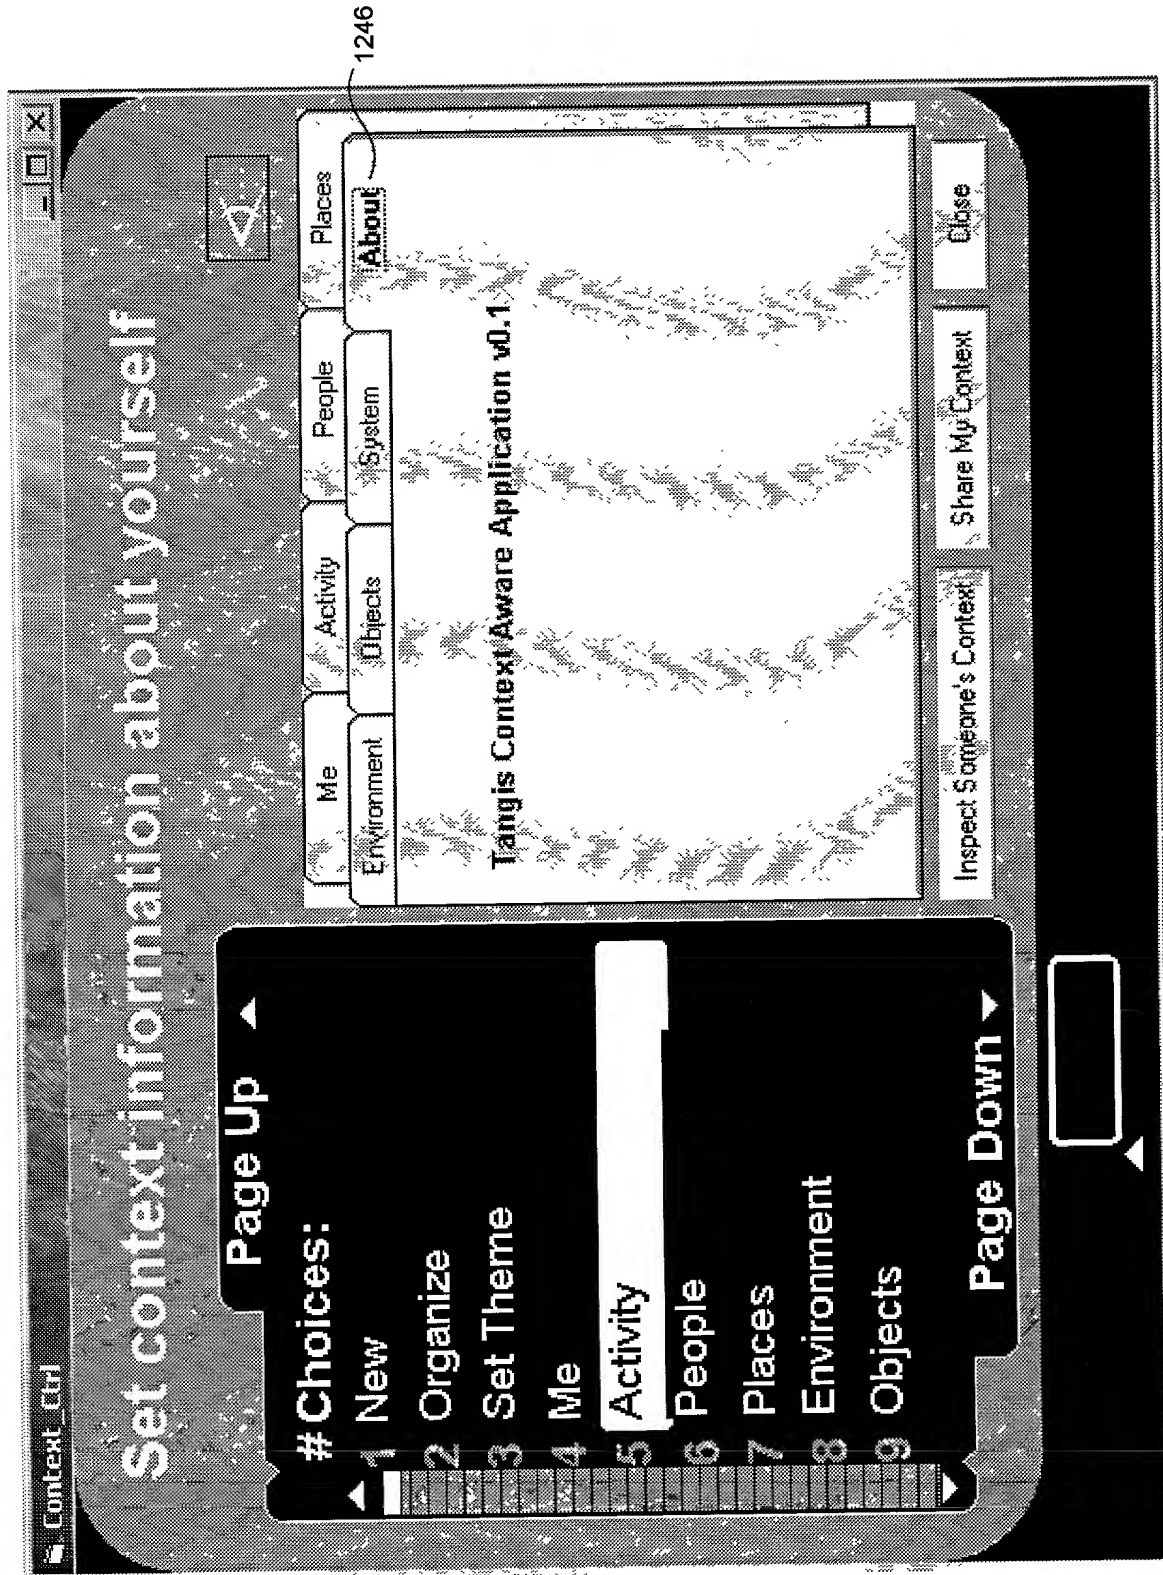 Context_Ctrl
Set context information about yourself
Page Up
# Choices:
1 New
2 Organize
3 Set Theme
4 Me
5 Activity
6 People
7 Places
8 Environment
9 Objects
Page Down
Me Activity People Places
Environment Objects System About
1246
Tangis Context Aware Application v0.1
Inspect Someone's Context Share My Context Close